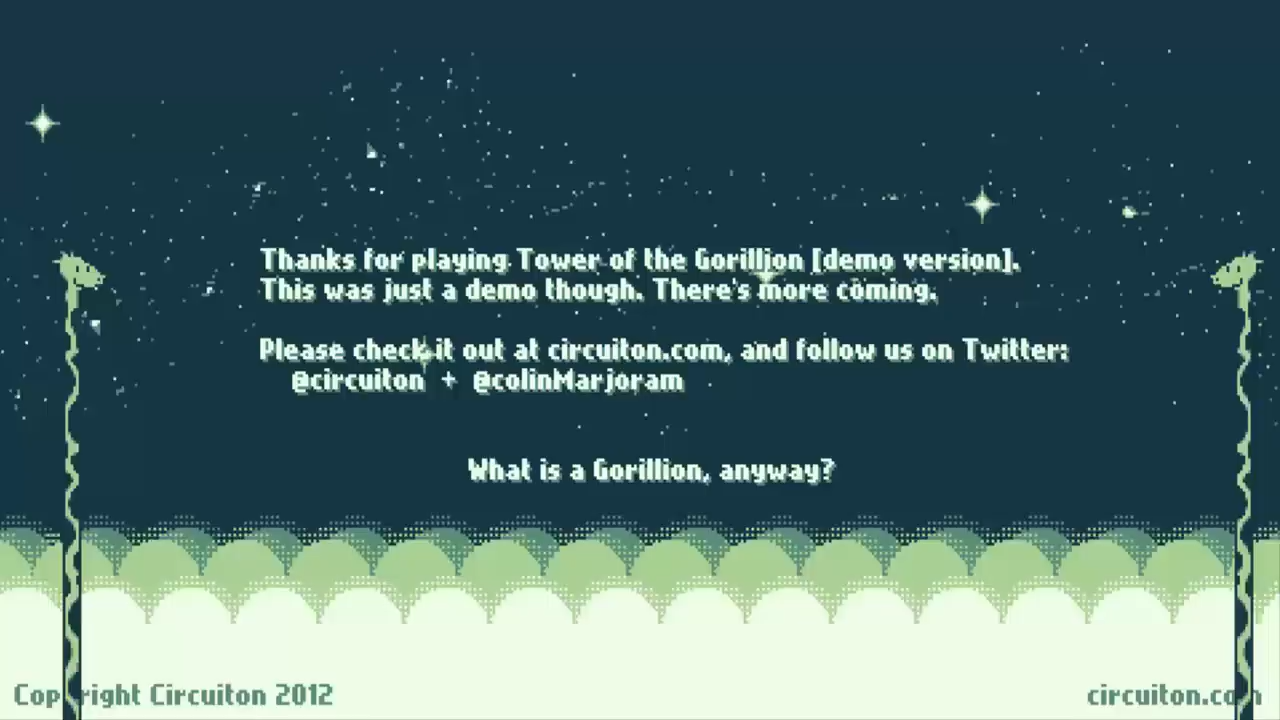 Thanks for playing Tower of the Gorillion [demo version].
This was just a demo though. There's more coming.
Please check it out at circuiton.com, and follow us on Twitter:
@circuiton + @colinMarjoram
What is a Gorillion, anyway?
Copyright Circuiton 2012
circuiton.com